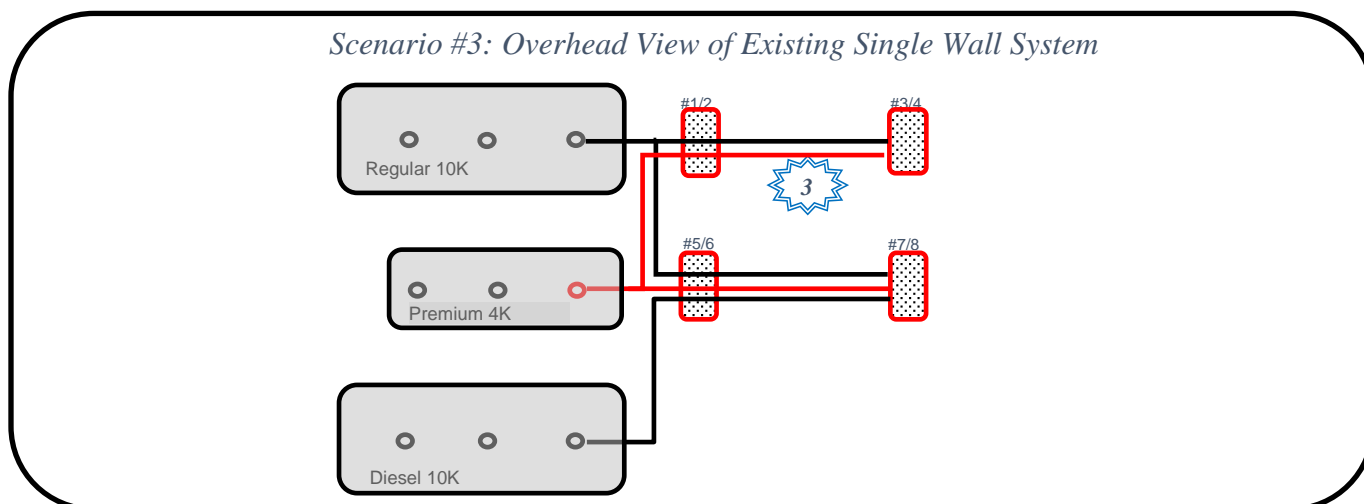 Scenario #3: Overhead View of Existing Single Wall System
#1/2
#3/4
Regular 10K
3
#5/6
#7/8
Premium 4K
Diesel 10K